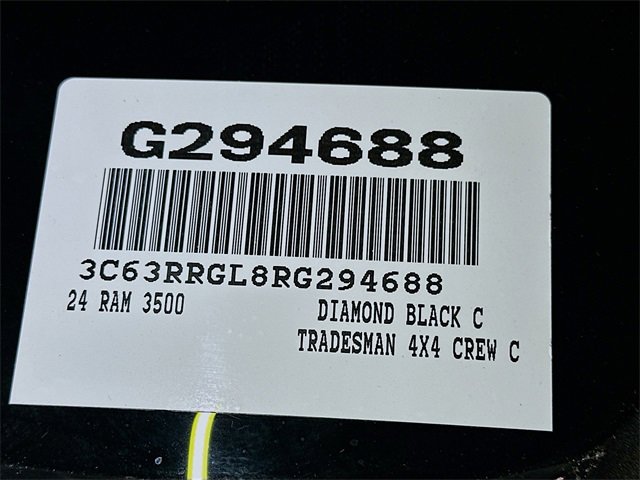 G294688
3C63RRGL8RG294688
24 RAM 3500 DIAMOND BLACK C
TRADESMAN 4X4 CREW C